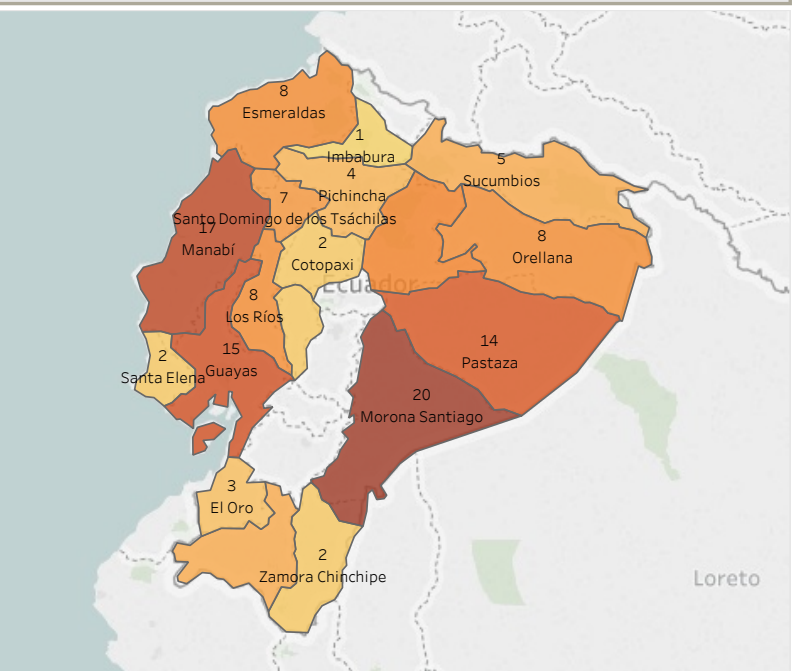 8
Esmeraldas
1
Imbabura
4
Pichincha
5
Sucumbios
7
Santo Domingo de los Tsáchilas
17
Manabí
2
Cotopaxi
8
Orellana
Ecuador
8
Los Ríos
14
Pastaza
15
Guayas
2
Santa Elena
20
Morona Santiago
3
El Oro
2
Zamora Chinchipe
Loreto